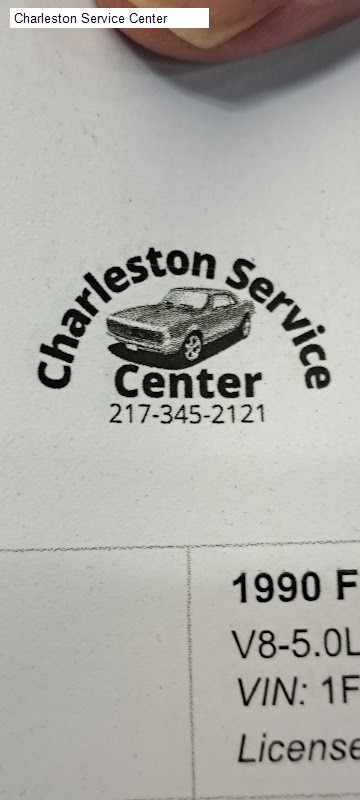 Charleston Service Center
Charleston Service
Center
217-345-2121
1990 F
V8-5.0L
VIN: 1F
License